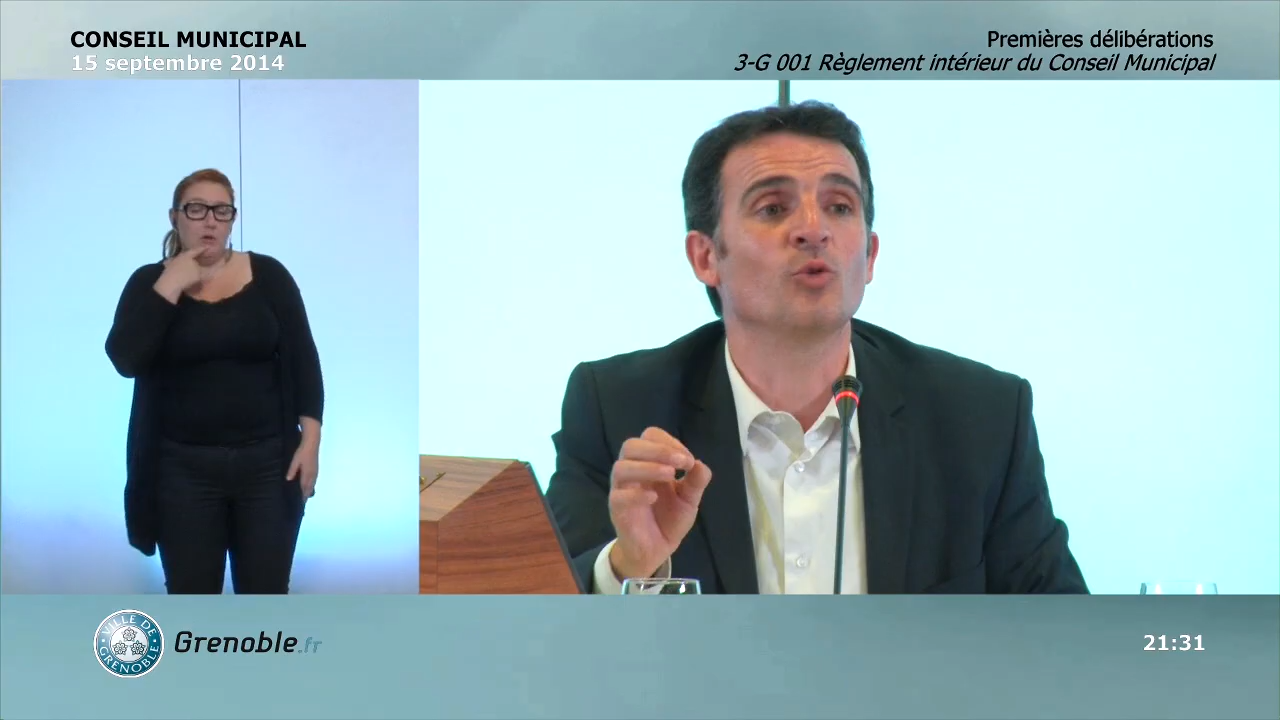 CONSEIL MUNICIPAL
15 septembre 2014
Premières délibérations
3-G 001 Règlement intérieur du Conseil Municipal
VILLE DE
GRENOBLE
Grenoble.fr
21:31